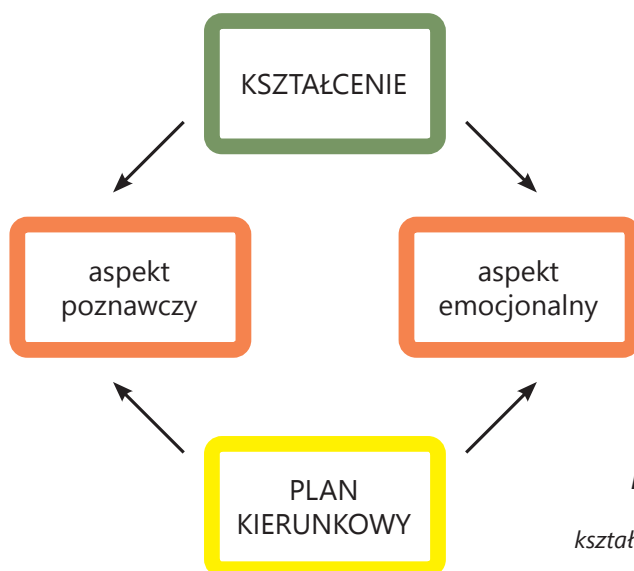 KSZTAŁCENIE
aspekt
poznawczy
aspekt
emocjonalny
PLAN
KIERUNKOWY